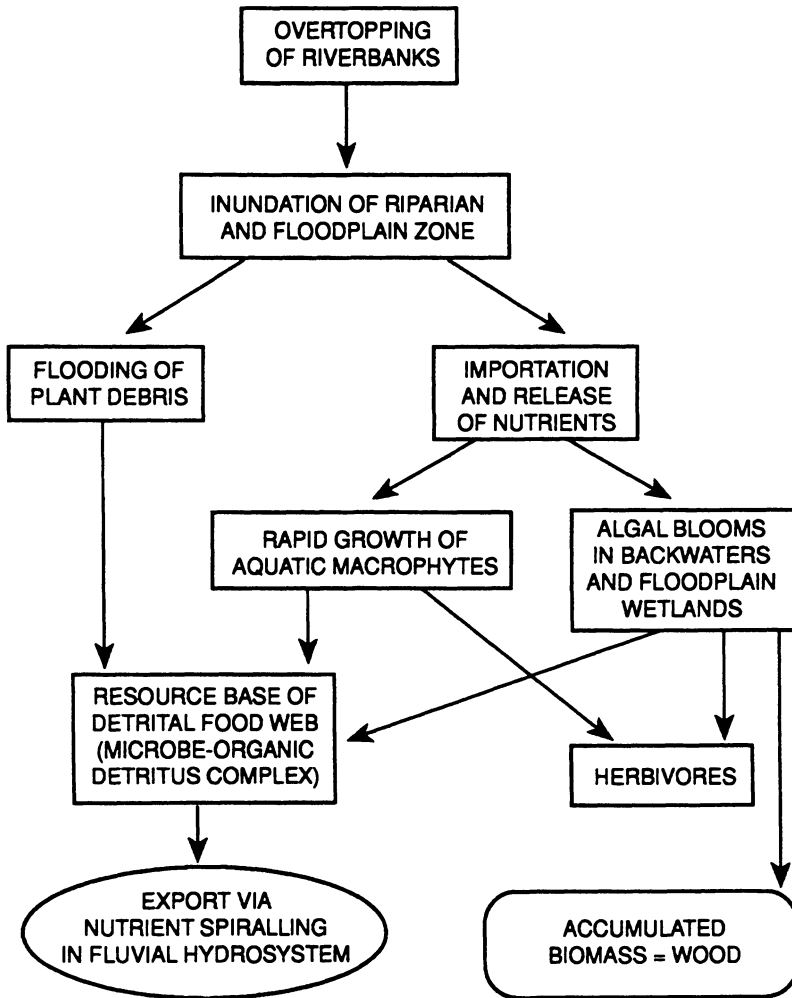 OVERTOPPING
OF RIVERBANKS
INUNDATION OF RIPARIAN
AND FLOODPLAIN ZONE
FLOODING OF
PLANT DEBRIS
IMPORTATION
AND RELEASE
OF NUTRIENTS
RAPID GROWTH OF
AQUATIC MACROPHYTES
ALGAL BLOOMS
IN BACKWATERS
AND FLOODPLAIN
WETLANDS
RESOURCE BASE OF
DETRITAL FOOD WEB
(MICROBE-ORGANIC
DETRITUS COMPLEX)
HERBIVORES
EXPORT VIA
NUTRIENT SPIRALLING
IN FLUVIAL HYDROSYSTEM
ACCUMULATED
BIOMASS = WOOD